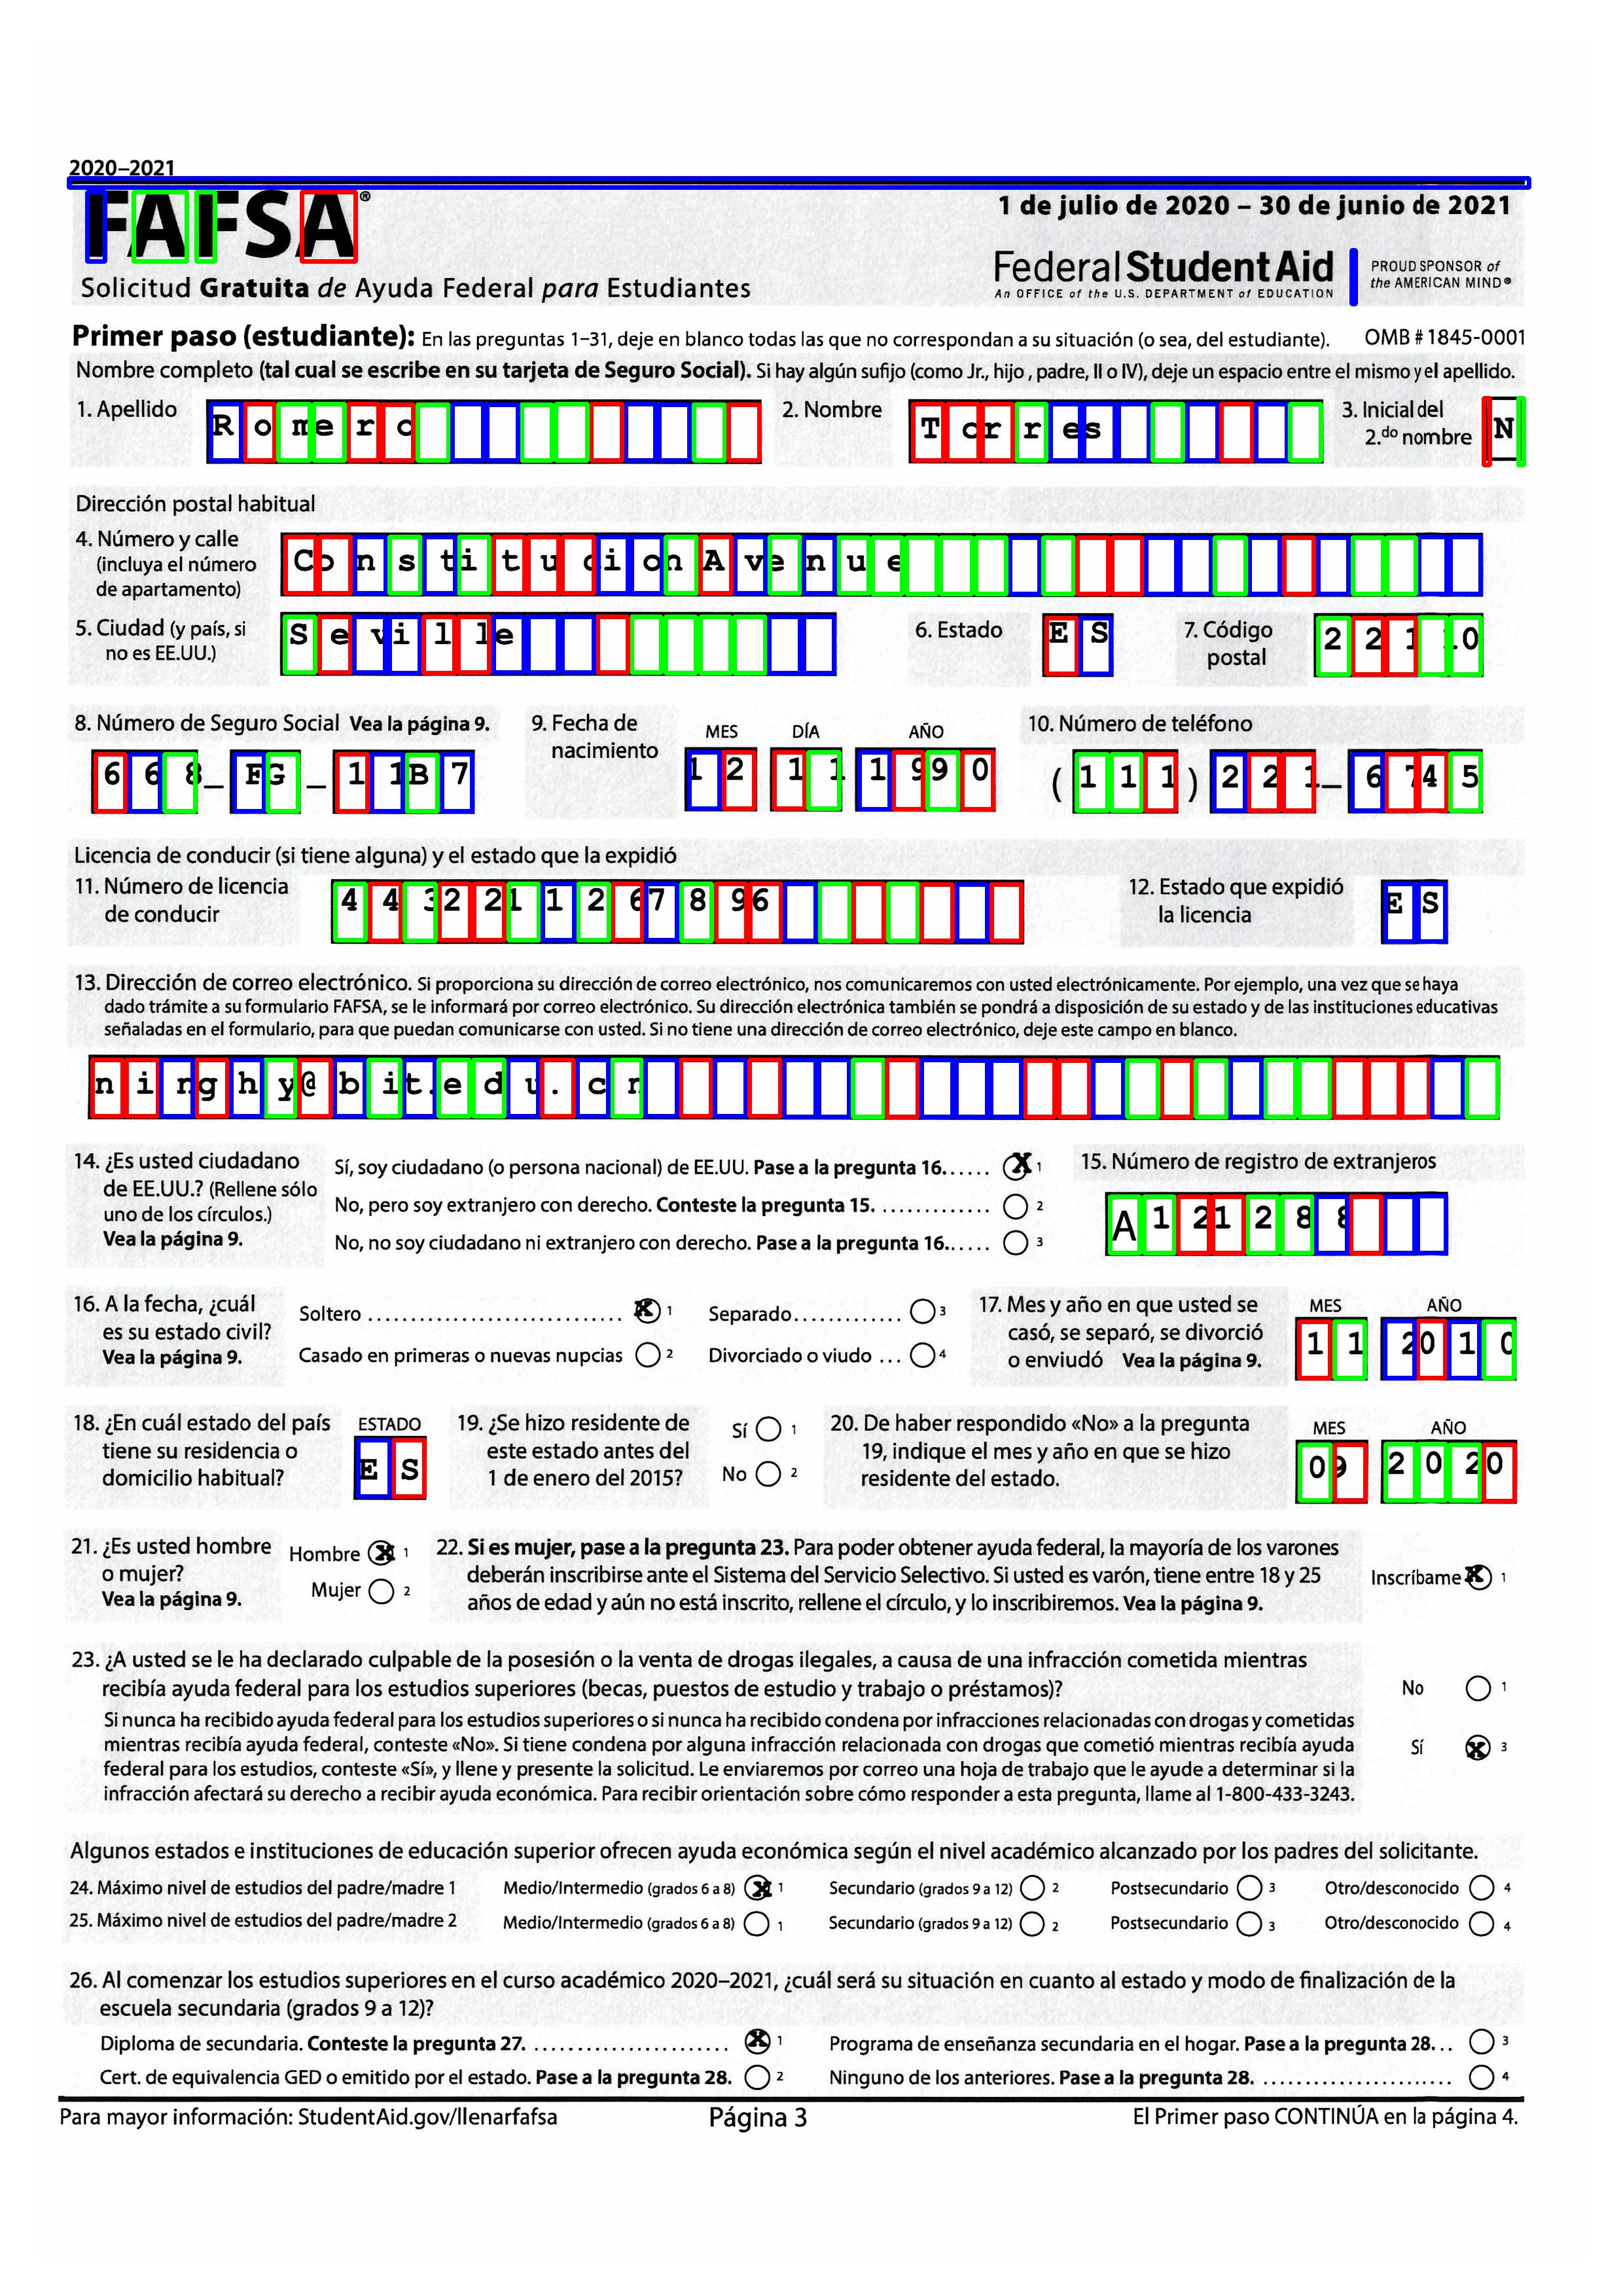 2020–2021
FAFSA®
1 de julio de 2020 – 30 de junio de 2021
Solicitud Gratuita de Ayuda Federal para Estudiantes
Federal Student Aid
An OFFICE of the U.S. DEPARTMENT of EDUCATION
PROUD SPONSOR of
the AMERICAN MIND®
Primer paso (estudiante): En las preguntas 1–31, deje en blanco todas las que no correspondan a su situación (o sea, del estudiante). OMB # 1845-0001
Nombre completo (tal cual se escribe en su tarjeta de Seguro Social). Si hay algún sufijo (como Jr., hijo , padre, II o IV), deje un espacio entre el mismo y el apellido.
1. Apellido Romero 2. Nombre Torres 3. Inicial del
2.do nombre N
Dirección postal habitual
4. Número y calle
(incluya el número
de apartamento)
Constitución Avenue
5. Ciudad (y país, si
no es EE.UU.)
Seville
6. Estado ES 7. Código
postal
221 0
8. Número de Seguro Social Vea la página 9.
668–FG–11B7
9. Fecha de
nacimiento
MES DÍA AÑO
12 11 1990
10. Número de teléfono
(111)221–6745
Licencia de conducir (si tiene alguna) y el estado que la expidió
11. Número de licencia
de conducir
4432211267896
12. Estado que expidió
la licencia
ES
13. Dirección de correo electrónico. Si proporciona su dirección de correo electrónico, nos comunicaremos con usted electrónicamente. Por ejemplo, una vez que se haya
dado trámite a su formulario FAFSA, se le informará por correo electrónico. Su dirección electrónica también se pondrá a disposición de su estado y de las instituciones educativas
señaladas en el formulario, para que puedan comunicarse con usted. Si no tiene una dirección de correo electrónico, deje este campo en blanco.
ninghy@bit.edu.cn
14. ¿Es usted ciudadano
de EE.UU.? (Rellene sólo
uno de los círculos.)
Vea la página 9.
Sí, soy ciudadano (o persona nacional) de EE.UU. Pase a la pregunta 16...... X 1
No, pero soy extranjero con derecho. Conteste la pregunta 15. ............. 2
No, no soy ciudadano ni extranjero con derecho. Pase a la pregunta 16...... 3
15. Número de registro de extranjeros
A1212888
16. A la fecha, ¿cuál
es su estado civil?
Vea la página 9.
Soltero ............................. X 1 Separado............. 3
Casado en primeras o nuevas nupcias 2 Divorciado o viudo ... 4
17. Mes y año en que usted se
casó, se separó, se divorció
o enviudó Vea la página 9.
MES AÑO
11 2010
18. ¿En cuál estado del país
tiene su residencia o
domicilio habitual?
ESTADO
ES
19. ¿Se hizo residente de
este estado antes del
1 de enero del 2015?
Sí 1
No 2
20. De haber respondido «No» a la pregunta
19, indique el mes y año en que se hizo
residente del estado.
MES AÑO
09 2020
21. ¿Es usted hombre
o mujer?
Vea la página 9.
Hombre X 1
Mujer 2
22. Si es mujer, pase a la pregunta 23. Para poder obtener ayuda federal, la mayoría de los varones
deberán inscribirse ante el Sistema del Servicio Selectivo. Si usted es varón, tiene entre 18 y 25
años de edad y aún no está inscrito, rellene el círculo, y lo inscribiremos. Vea la página 9.
Inscríbame X 1
23. ¿A usted se le ha declarado culpable de la posesión o la venta de drogas ilegales, a causa de una infracción cometida mientras
recibía ayuda federal para los estudios superiores (becas, puestos de estudio y trabajo o préstamos)?
No 1
Si nunca ha recibido ayuda federal para los estudios superiores o si nunca ha recibido condena por infracciones relacionadas con drogas y cometidas
mientras recibía ayuda federal, conteste «No». Si tiene condena por alguna infracción relacionada con drogas que cometió mientras recibía ayuda
federal para los estudios, conteste «Sí», y llene y presente la solicitud. Le enviaremos por correo una hoja de trabajo que le ayude a determinar si la
infracción afectará su derecho a recibir ayuda económica. Para recibir orientación sobre cómo responder a esta pregunta, llame al 1-800-433-3243.
Sí X 3
Algunos estados e instituciones de educación superior ofrecen ayuda económica según el nivel académico alcanzado por los padres del solicitante.
24. Máximo nivel de estudios del padre/madre 1 Medio/Intermedio (grados 6 a 8) X 1 Secundario (grados 9 a 12) 2 Postsecundario 3 Otro/desconocido 4
25. Máximo nivel de estudios del padre/madre 2 Medio/Intermedio (grados 6 a 8) 1 Secundario (grados 9 a 12) 2 Postsecundario 3 Otro/desconocido 4
26. Al comenzar los estudios superiores en el curso académico 2020–2021, ¿cuál será su situación en cuanto al estado y modo de finalización de la
escuela secundaria (grados 9 a 12)?
Diploma de secundaria. Conteste la pregunta 27. ....................... X 1 Programa de enseñanza secundaria en el hogar. Pase a la pregunta 28... 3
Cert. de equivalencia GED o emitido por el estado. Pase a la pregunta 28. 2 Ninguno de los anteriores. Pase a la pregunta 28. ...................... 4
Para mayor información: StudentAid.gov/llenarfafsa Página 3 El Primer paso CONTINÚA en la página 4.